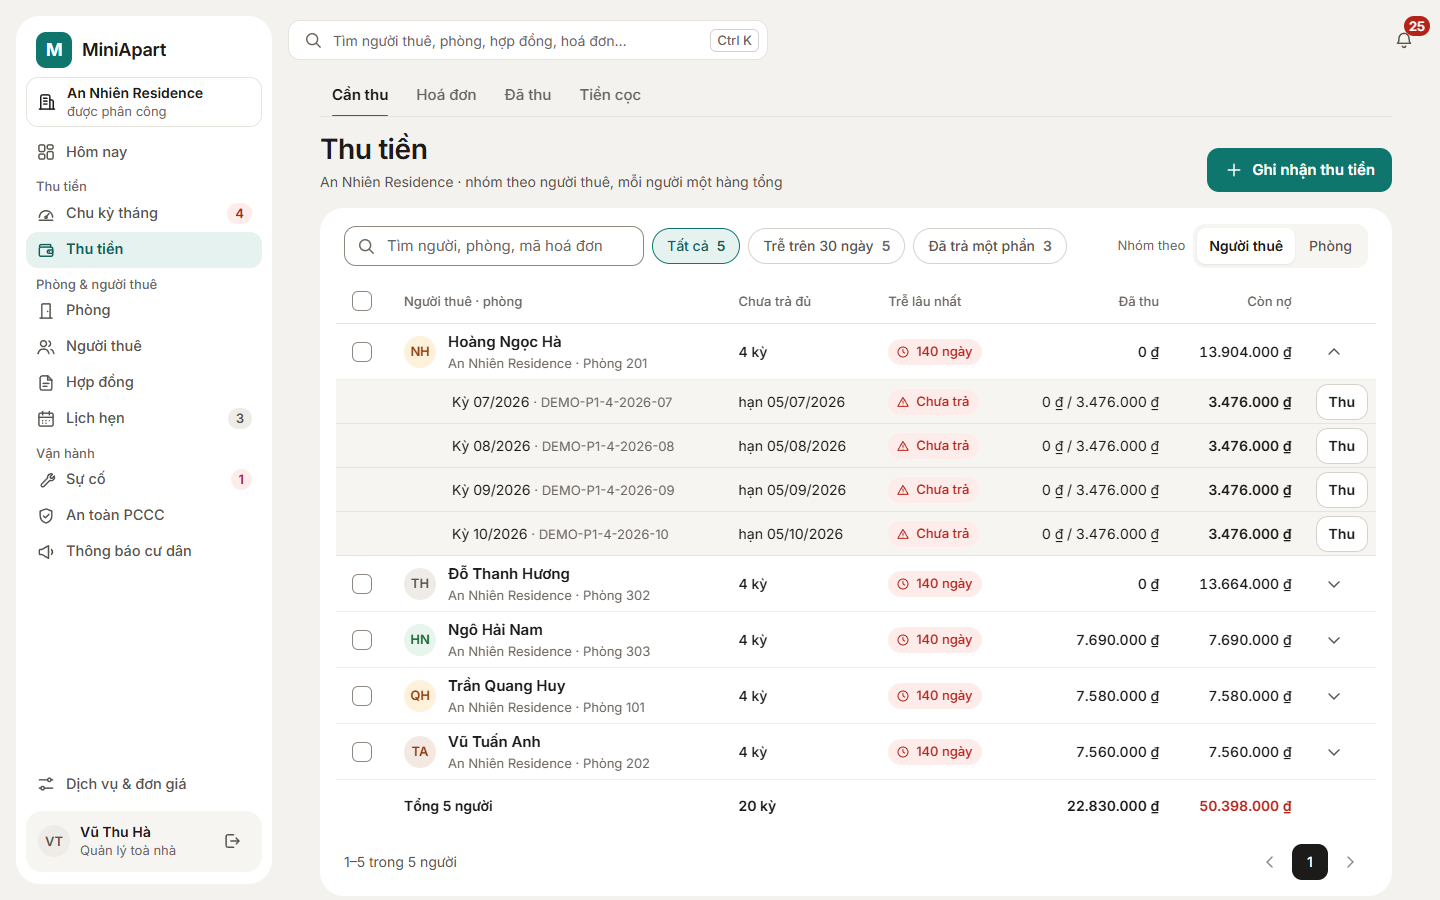 M MiniApart
An Nhiên Residence
được phân công
Hôm nay
Thu tiền
Chu kỳ tháng 4
Thu tiền
Phòng & người thuê
Phòng
Người thuê
Hợp đồng
Lịch hẹn 3
Vận hành
Sự cố 1
An toàn PCCC
Thông báo cư dân
Dịch vụ & đơn giá
VT Vũ Thu Hà
Quản lý toà nhà
Tìm người thuê, phòng, hợp đồng, hoá đơn... Ctrl K
25
Cần thu Hoá đơn Đã thu Tiền cọc
Thu tiền
An Nhiên Residence · nhóm theo người thuê, mỗi người một hàng tổng
Ghi nhận thu tiền
Tìm người, phòng, mã hoá đơn Tất cả 5 Trễ trên 30 ngày 5 Đã trả một phần 3 Nhóm theo Người thuê Phòng
Người thuê · phòng Chưa trả đủ Trễ lâu nhất Đã thu Còn nợ
NH Hoàng Ngọc Hà 4 kỳ 140 ngày 0 ₫ 13.904.000 ₫
An Nhiên Residence · Phòng 201
Kỳ 07/2026 · DEMO-P1-4-2026-07 hạn 05/07/2026 Chưa trả 0 ₫ / 3.476.000 ₫ 3.476.000 ₫ Thu
Kỳ 08/2026 · DEMO-P1-4-2026-08 hạn 05/08/2026 Chưa trả 0 ₫ / 3.476.000 ₫ 3.476.000 ₫ Thu
Kỳ 09/2026 · DEMO-P1-4-2026-09 hạn 05/09/2026 Chưa trả 0 ₫ / 3.476.000 ₫ 3.476.000 ₫ Thu
Kỳ 10/2026 · DEMO-P1-4-2026-10 hạn 05/10/2026 Chưa trả 0 ₫ / 3.476.000 ₫ 3.476.000 ₫ Thu
TH Đỗ Thanh Hương 4 kỳ 140 ngày 0 ₫ 13.664.000 ₫
An Nhiên Residence · Phòng 302
HN Ngô Hải Nam 4 kỳ 140 ngày 7.690.000 ₫ 7.690.000 ₫
An Nhiên Residence · Phòng 303
QH Trần Quang Huy 4 kỳ 140 ngày 7.580.000 ₫ 7.580.000 ₫
An Nhiên Residence · Phòng 101
TA Vũ Tuấn Anh 4 kỳ 140 ngày 7.560.000 ₫ 7.560.000 ₫
An Nhiên Residence · Phòng 202
Tổng 5 người 20 kỳ 22.830.000 ₫ 50.398.000 ₫
1–5 trong 5 người 1